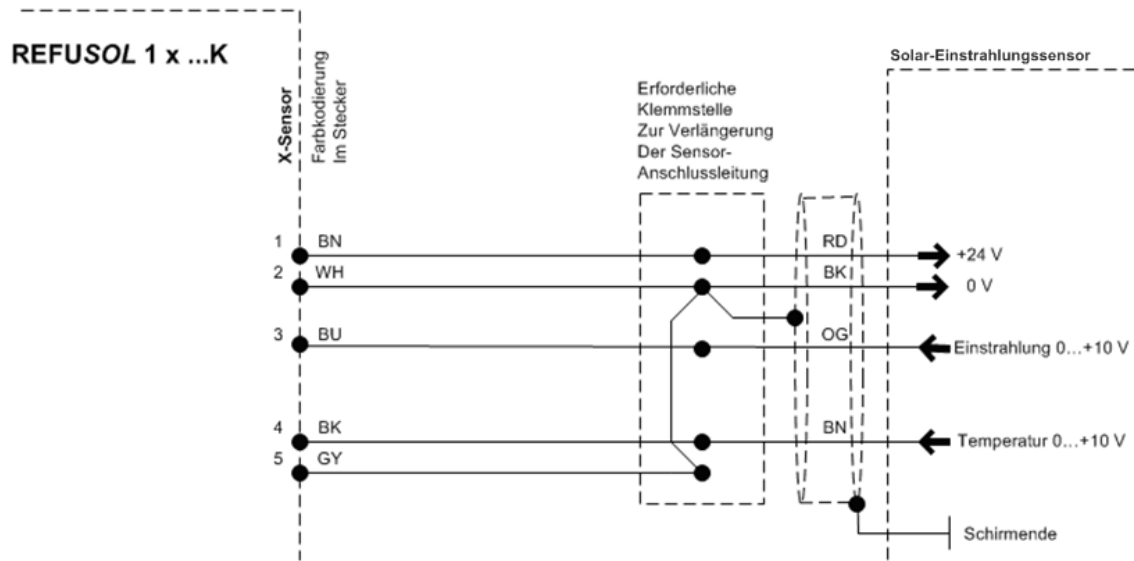 REFUSOL 1 x ...K
Solar-Einstrahlungssensor
X-Sensor
Farbkodierung
Im Stecker
Erforderliche
Klemmstelle
Zur Verlängerung
Der Sensor-
Anschlussleitung
1 BN RD +24 V
2 WH BK 0 V
3 BU OG Einstrahlung 0...+10 V
4 BK BN Temperatur 0...+10 V
5 GY
Schirmende